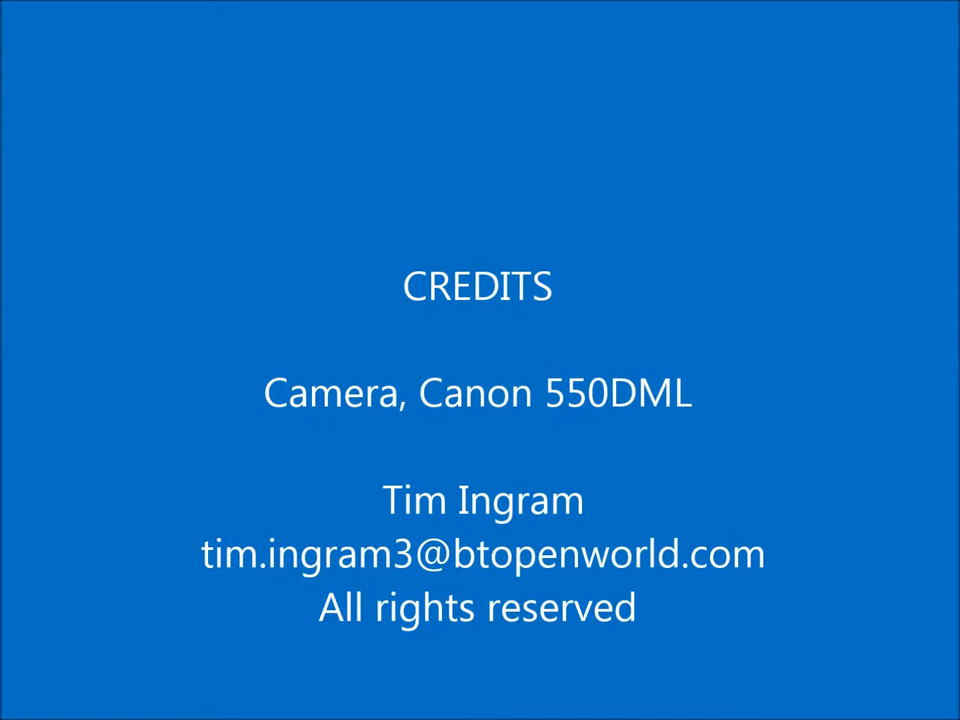 CREDITS
Camera, Canon 550DML
Tim Ingram
tim.ingram3@btopenworld.com
All rights reserved